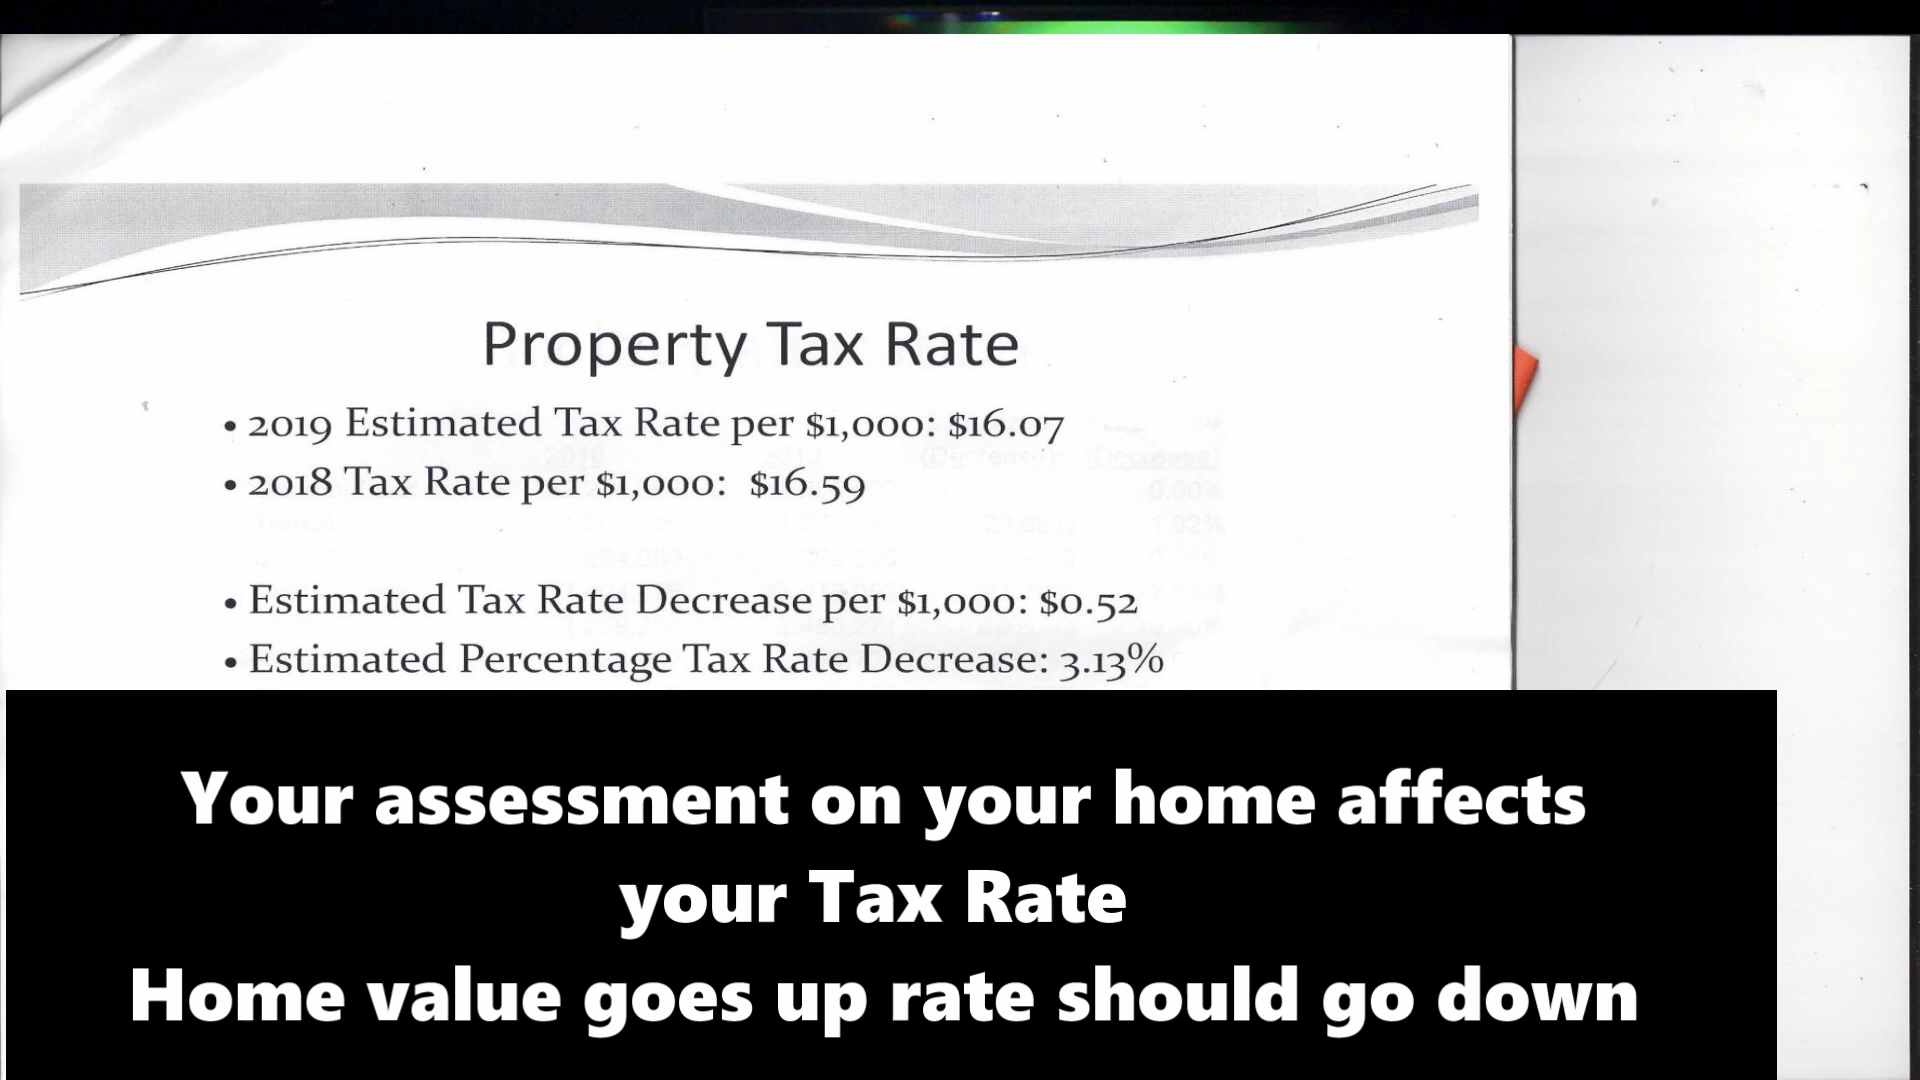 Property Tax Rate
• 2019 Estimated Tax Rate per $1,000: $16.07
• 2018 Tax Rate per $1,000: $16.59
• Estimated Tax Rate Decrease per $1,000: $0.52
• Estimated Percentage Tax Rate Decrease: 3.13%
Your assessment on your home affects
your Tax Rate
Home value goes up rate should go down